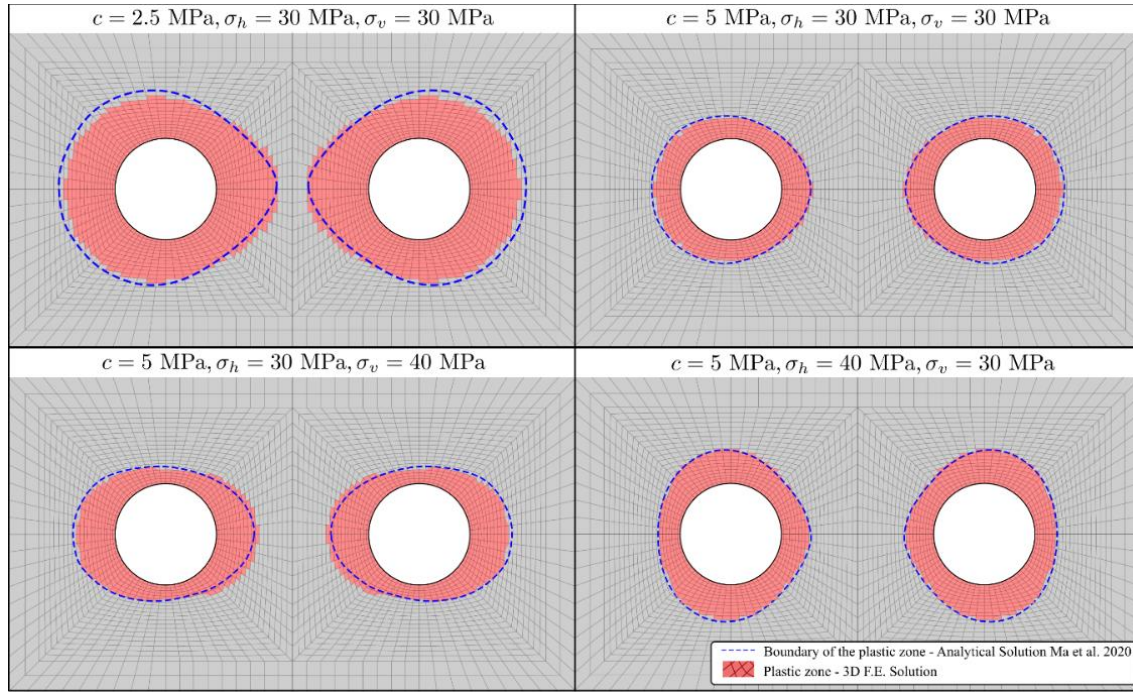 c = 2.5 MPa, σ_h = 30 MPa, σ_v = 30 MPa
c = 5 MPa, σ_h = 30 MPa, σ_v = 30 MPa
c = 5 MPa, σ_h = 30 MPa, σ_v = 40 MPa
c = 5 MPa, σ_h = 40 MPa, σ_v = 30 MPa
Boundary of the plastic zone - Analytical Solution Ma et al. 2020
Plastic zone - 3D F.E. Solution